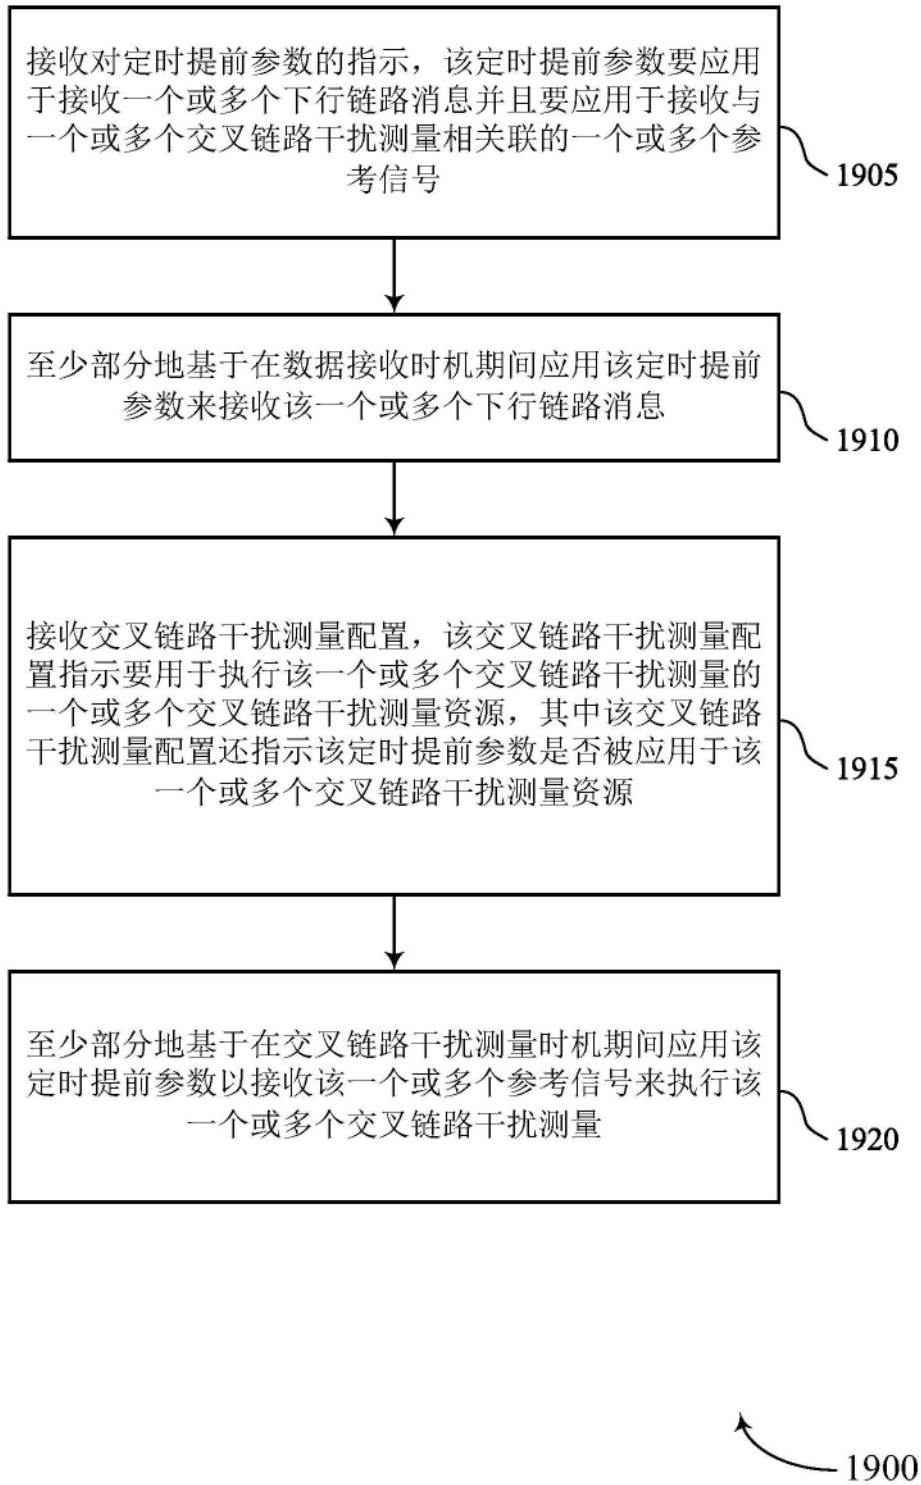 接收对定时提前参数的指示，该定时提前参数要应用
于接收一个或多个下行链路消息并且要应用于接收与
一个或多个交叉链路干扰测量相关联的一个或多个参
考信号
1905
至少部分地基于在数据接收时机期间应用该定时提前
参数来接收该一个或多个下行链路消息
1910
接收交叉链路干扰测量配置，该交叉链路干扰测量配
置指示要用于执行该一个或多个交叉链路干扰测量的
一个或多个交叉链路干扰测量资源，其中该交叉链路
干扰测量配置还指示该定时提前参数是否被应用于该
一个或多个交叉链路干扰测量资源
1915
至少部分地基于在交叉链路干扰测量时机期间应用该
定时提前参数以接收该一个或多个参考信号来执行该
一个或多个交叉链路干扰测量
1920
1900